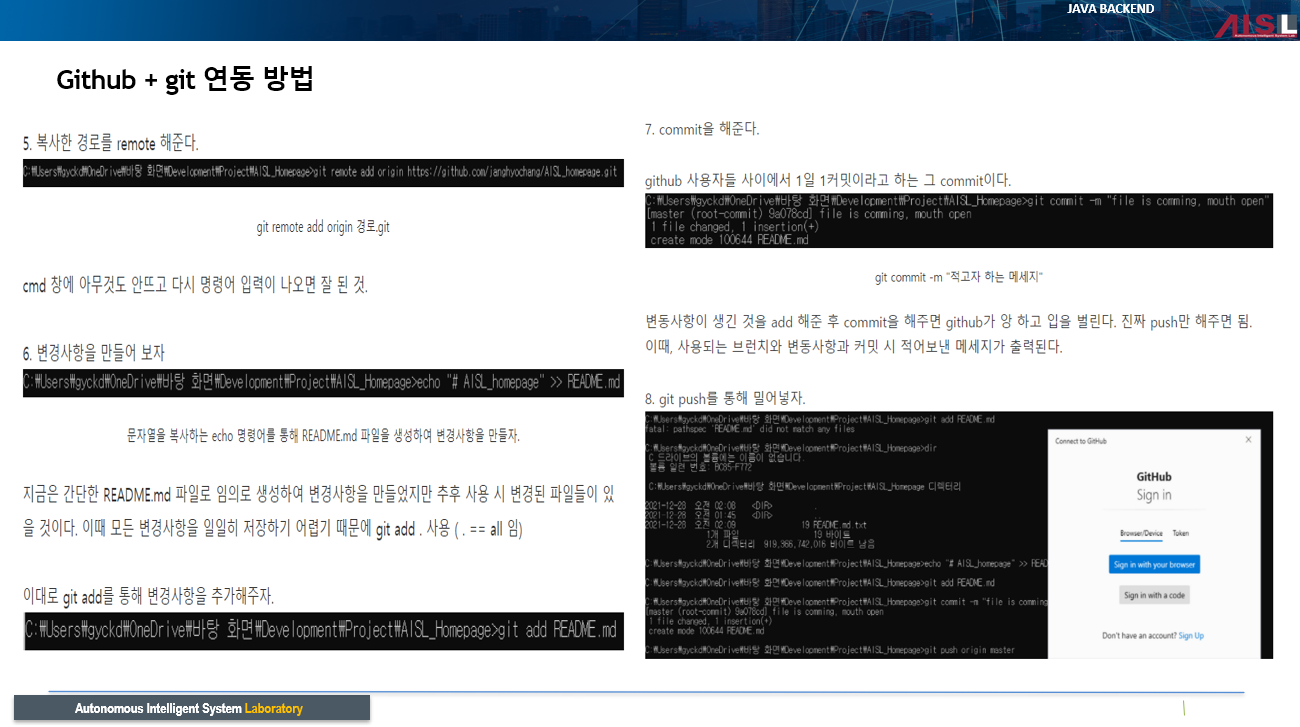 JAVA BACKEND
AISL
Autonomous Intelligent System Lab.
Github + git 연동 방법
5. 복사한 경로를 remote 해준다.
C:₩Users₩gyckd₩OneDrive₩바탕 화면₩Development₩Project₩AISL_Homepage>git remote add origin https://github.com/janghyochang/AISL_homepage.git
git remote add origin 경로.git
cmd 창에 아무것도 안뜨고 다시 명령어 입력이 나오면 잘 된 것.
6. 변경사항을 만들어 보자
C:₩Users₩gyckd₩OneDrive₩바탕 화면₩Development₩Project₩AISL_Homepage>echo "# AISL_homepage" >> README.md
문자열을 복사하는 echo 명령어를 통해 README.md 파일을 생성하여 변경사항을 만들자.
지금은 간단한 README.md 파일로 임의로 생성하여 변경사항을 만들었지만 추후 사용 시 변경된 파일들이 있
을 것이다. 이때 모든 변경사항을 일일히 저장하기 어렵기 때문에 git add . 사용 ( . == all 임)
이대로 git add를 통해 변경사항을 추가해주자.
C:₩Users₩gyckd₩OneDrive₩바탕 화면₩Development₩Project₩AISL_Homepage>git add README.md
7. commit을 해준다.
github 사용자들 사이에서 1일 1커밋이라고 하는 그 commit이다.
C:₩Users₩gyckd₩OneDrive₩바탕 화면₩Development₩Project₩AISL_Homepage>git commit -m "file is comming, mouth open"
[master (root-commit) 9a078cd] file is comming, mouth open
1 file changed, 1 insertion(+)
create mode 100644 README.md
git commit -m "적고자 하는 메세지"
변동사항이 생긴 것을 add 해준 후 commit을 해주면 github가 앙 하고 입을 벌린다. 진짜 push만 해주면 됨.
이때, 사용되는 브런치와 변동사항과 커밋 시 적어보낸 메세지가 출력된다.
8. git push를 통해 밀어넣자.
C:₩Users₩gyckd₩OneDrive₩바탕 화면₩Development₩Project₩AISL_Homepage>git add README.md
fatal: pathspec 'README.md' did not match any files
C:₩Users₩gyckd₩OneDrive₩바탕 화면₩Development₩Project₩AISL_Homepage>dir
C 드라이브의 볼륨에는 이름이 없습니다.
볼륨 일련 번호: BC85-F772
C:₩Users₩gyckd₩OneDrive₩바탕 화면₩Development₩Project₩AISL_Homepage 디렉터리
2021-12-28 오전 02:08 <DIR> .
2021-12-28 오전 01:45 <DIR> ..
2021-12-28 오전 02:09 19 README.md.txt
1개 파일 19 바이트
2개 디렉터리 919,366,742,016 바이트 남음
C:₩Users₩gyckd₩OneDrive₩바탕 화면₩Development₩Project₩AISL_Homepage>echo "# AISL_homepage" >> READ
C:₩Users₩gyckd₩OneDrive₩바탕 화면₩Development₩Project₩AISL_Homepage>git add README.md
C:₩Users₩gyckd₩OneDrive₩바탕 화면₩Development₩Project₩AISL_Homepage>git commit -m "file is comming
[master (root-commit) 9a078cd] file is comming, mouth open
1 file changed, 1 insertion(+)
create mode 100644 README.md
C:₩Users₩gyckd₩OneDrive₩바탕 화면₩Development₩Project₩AISL_Homepage>git push origin master
Connect to GitHub
GitHub
Sign in
Browser/Device Token
Sign in with your browser
Sign in with a code
Don't have an account? Sign Up
Autonomous Intelligent System Laboratory